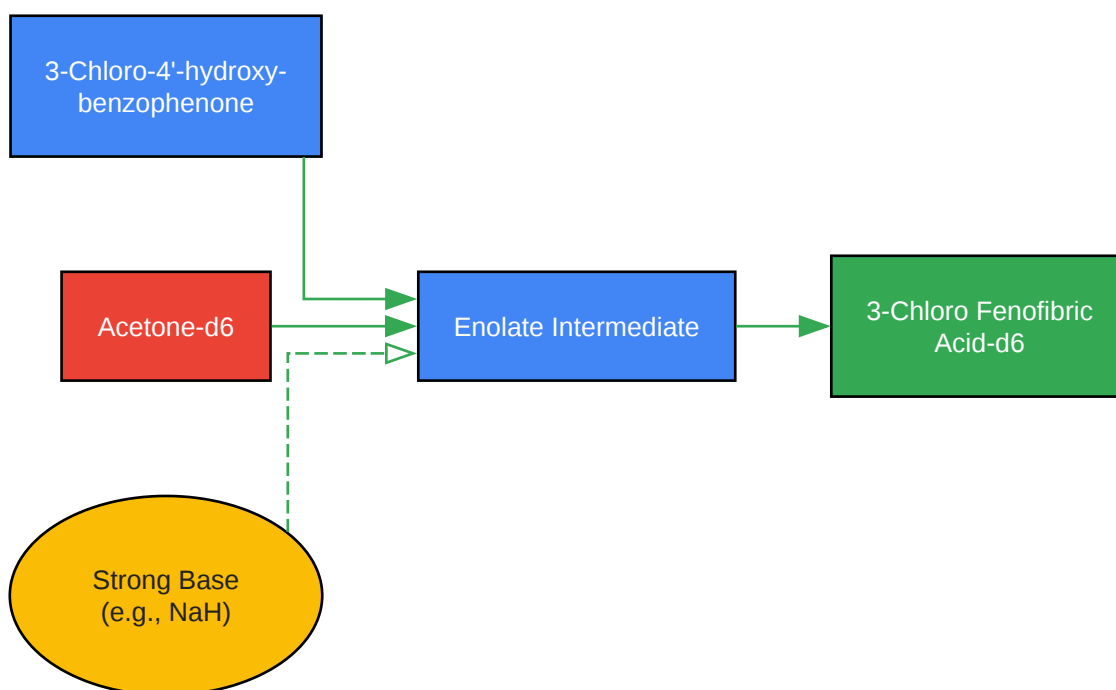 3-Chloro-4'-hydroxy-
benzophenone
Acetone-d6
Enolate Intermediate
3-Chloro Fenofibric
Acid-d6
Strong Base
(e.g., NaH)